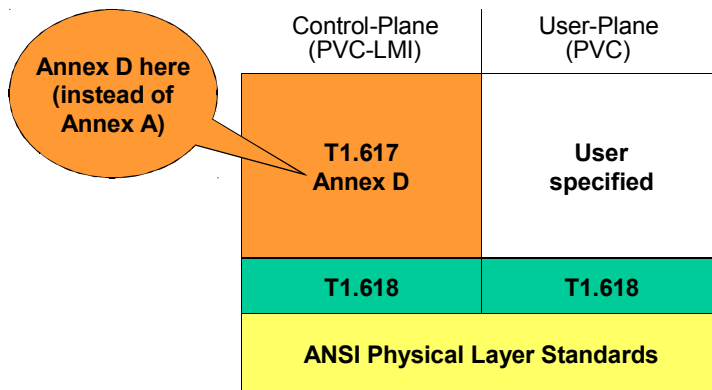 Control-Plane
(PVC-LMI)
User-Plane
(PVC)
Annex D here
(instead of
Annex A)
T1.617
Annex D
User
specified
T1.618
T1.618
ANSI Physical Layer Standards